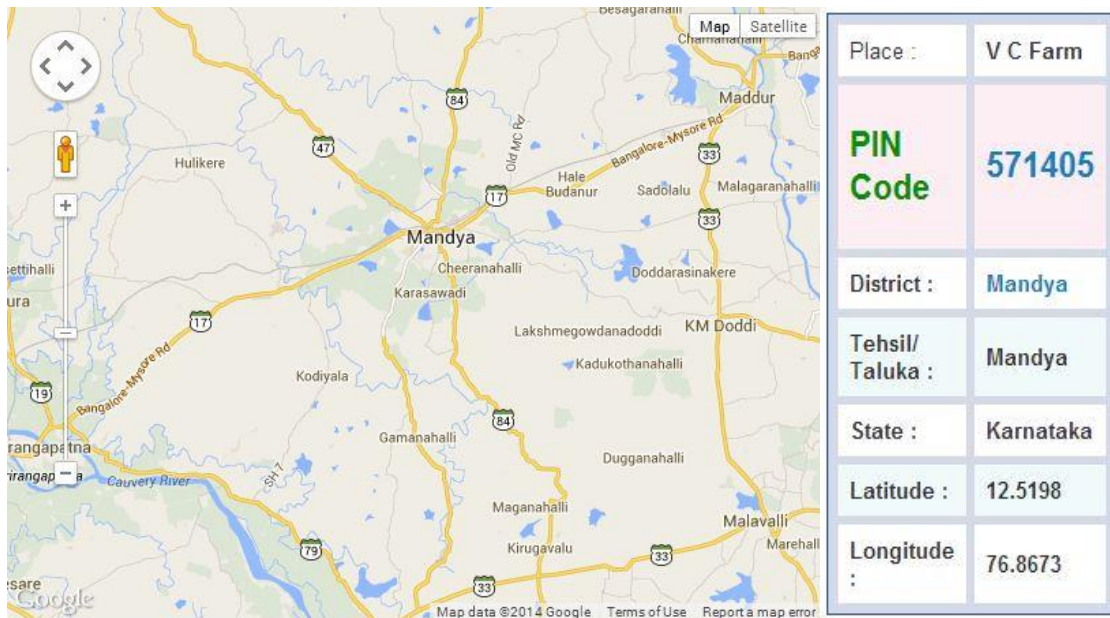 Besagarahalli
Map Satellite
Chamanahalli
Bang
Maddur
84
Old MC Rd
Bangalore-Mysore Rd
47
33
Hulikere
Hale
Budanur
Sadolalu
Malagaranahalli
17
33
Mandya
settihalli
Cheeranahalli
Doddarasinakere
ura
Karasawadi
17
Lakshmegowdanadoddi
KM Doddi
Kadukothanahalli
Kodiyala
Bangalore-Mysore Rd
19
84
rangapatna
Gamanahalli
Dugganahalli
rirangap a
Cauvery River
SH 7
Maganahalli
Malavalli
79
Kirugavalu
33
Marehall
esare
33
Google
Map data ©2014 Google Terms of Use Report a map error
Place : V C Farm
PIN
Code
571405
District : Mandya
Tehsil/
Taluka :
Mandya
State : Karnataka
Latitude : 12.5198
Longitude
:
76.8673